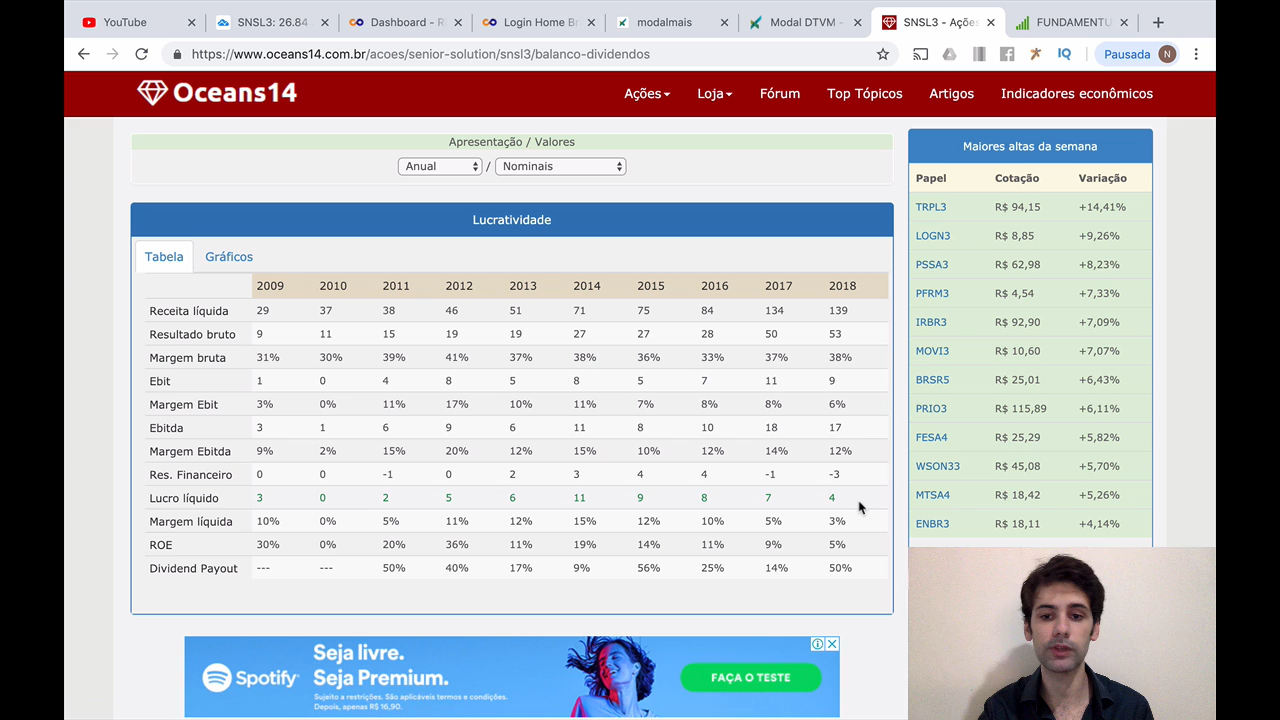 YouTube
SNSL3: 26.84
Dashboard - R
Login Home Br
modalmais
Modal DTVM -
SNSL3 - Açõe
FUNDAMENTU
https://www.oceans14.com.br/acoes/senior-solution/snsl3/balanco-dividendos
IQ
Pausada
N
Oceans14
Ações
Loja
Fórum
Top Tópicos
Artigos
Indicadores econômicos
Apresentação / Valores
Anual / Nominais
Lucratividade
Tabela Gráficos
2009 2010 2011 2012 2013 2014 2015 2016 2017 2018
Receita líquida 29 37 38 46 51 71 75 84 134 139
Resultado bruto 9 11 15 19 19 27 27 28 50 53
Margem bruta 31% 30% 39% 41% 37% 38% 36% 33% 37% 38%
Ebit 1 0 4 8 5 8 5 7 11 9
Margem Ebit 3% 0% 11% 17% 10% 11% 7% 8% 8% 6%
Ebitda 3 1 6 9 6 11 8 10 18 17
Margem Ebitda 9% 2% 15% 20% 12% 15% 10% 12% 14% 12%
Res. Financeiro 0 0 -1 0 2 3 4 4 -1 -3
Lucro líquido 3 0 2 5 6 11 9 8 7 4
Margem líquida 10% 0% 5% 11% 12% 15% 12% 10% 5% 3%
ROE 30% 0% 20% 36% 11% 19% 14% 11% 9% 5%
Dividend Payout --- --- 50% 40% 17% 9% 56% 25% 14% 50%
Maiores altas da semana
Papel Cotação Variação
TRPL3 R$ 94,15 +14,41%
LOGN3 R$ 8,85 +9,26%
PSSA3 R$ 62,98 +8,23%
PFRM3 R$ 4,54 +7,33%
IRBR3 R$ 92,90 +7,09%
MOVI3 R$ 10,60 +7,07%
BRSR5 R$ 25,01 +6,43%
PRIO3 R$ 115,89 +6,11%
FESA4 R$ 25,29 +5,82%
WSON33 R$ 45,08 +5,70%
MTSA4 R$ 18,42 +5,26%
ENBR3 R$ 18,11 +4,14%
Spotify
Seja livre.
Seja Premium.
Sujeito a restrições. São aplicáveis termos e condições.
Depois, apenas R$ 16,90.
FAÇA O TESTE